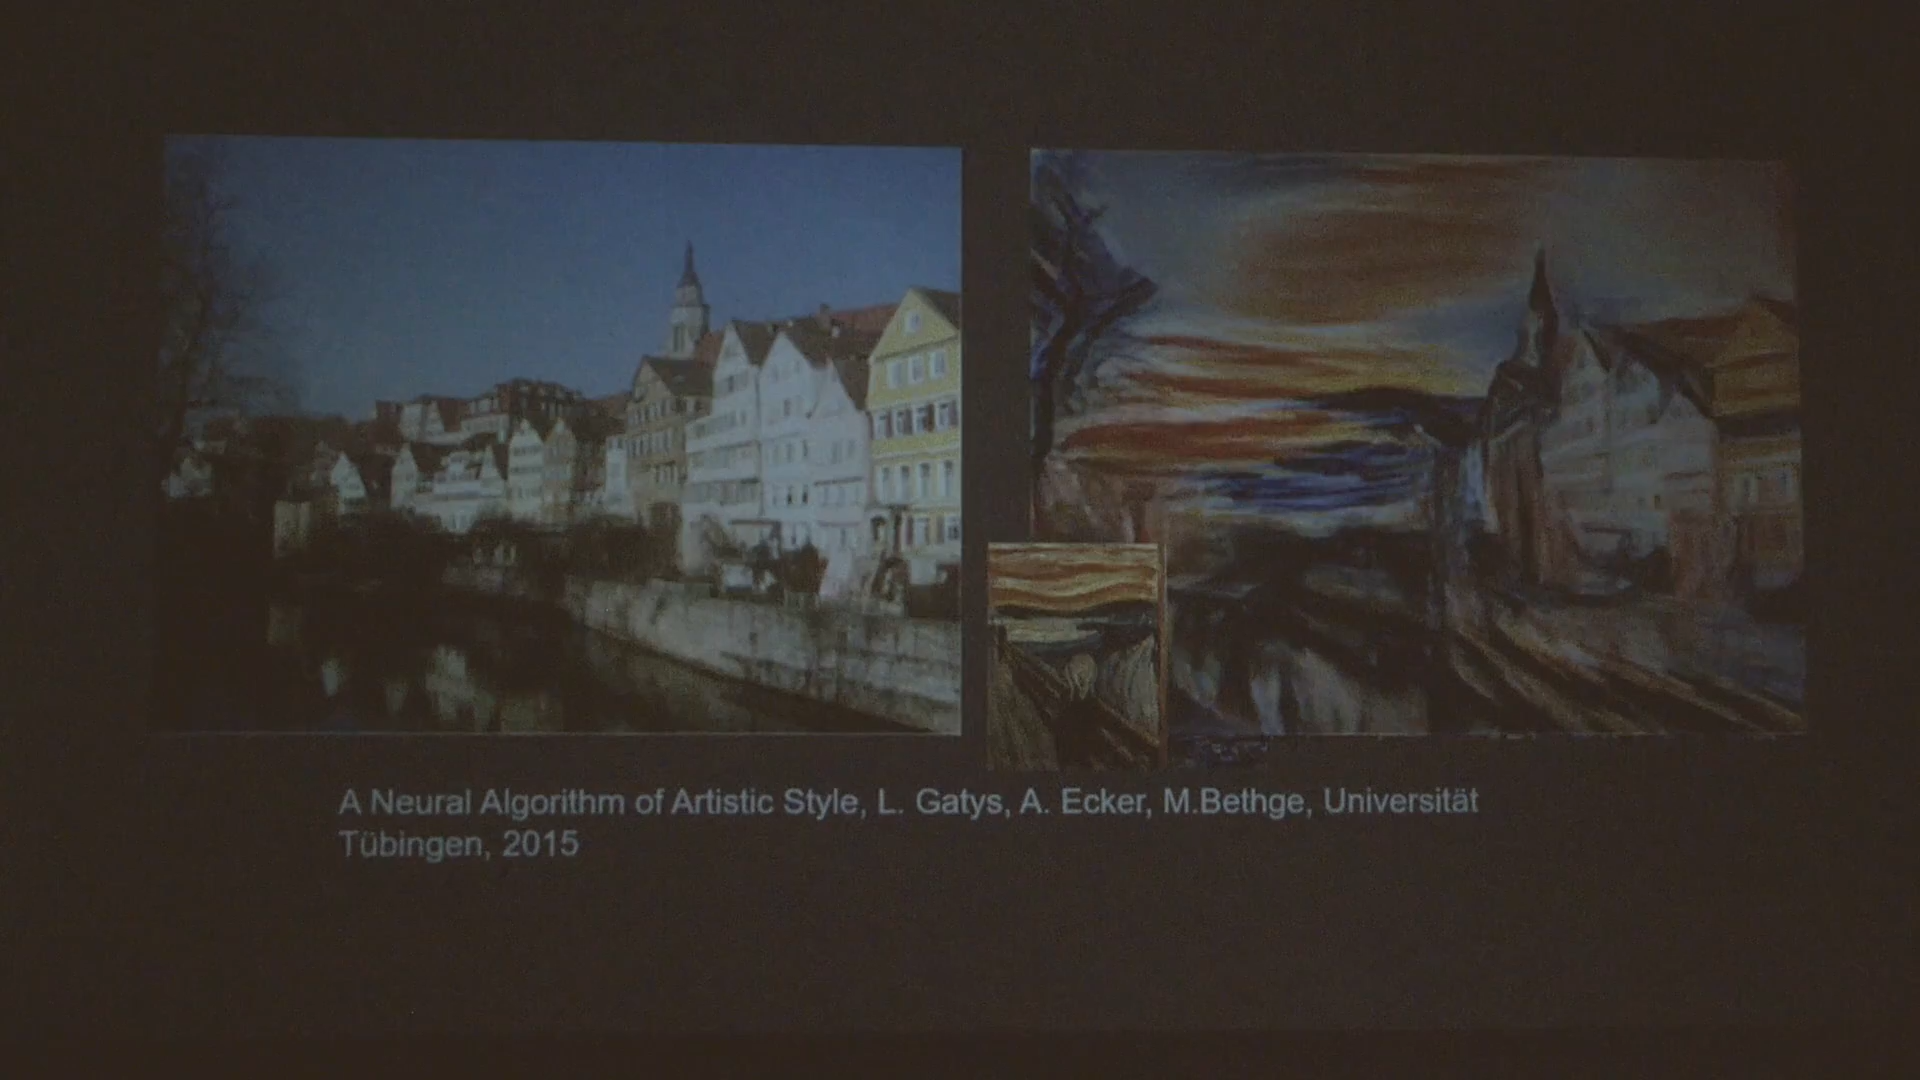 A Neural Algorithm of Artistic Style, L. Gatys, A. Ecker, M.Bethge, Universität
Tübingen, 2015